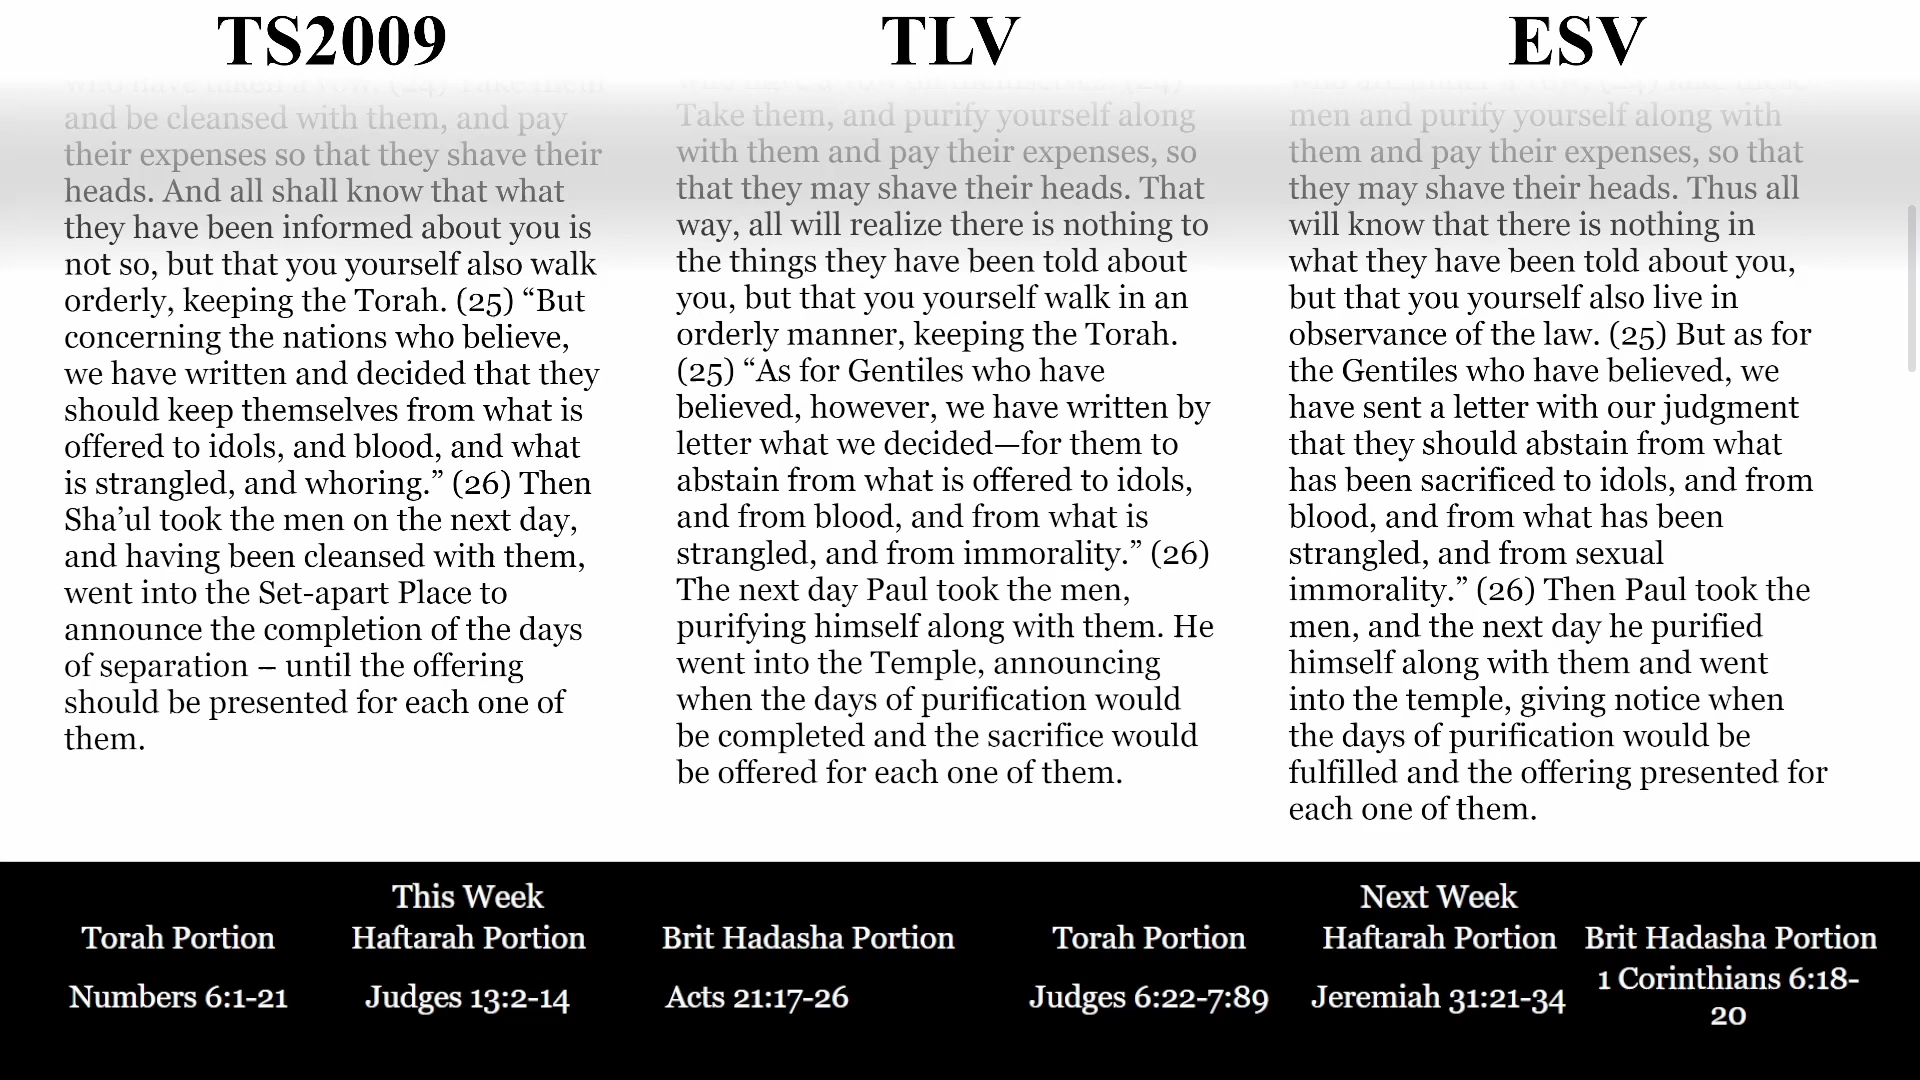 TS2009
and be cleansed with them, and pay
their expenses so that they shave their
heads. And all shall know that what
they have been informed about you is
not so, but that you yourself also walk
orderly, keeping the Torah. (25) “But
concerning the nations who believe,
we have written and decided that they
should keep themselves from what is
offered to idols, and blood, and what
is strangled, and whoring.” (26) Then
Sha’ul took the men on the next day,
and having been cleansed with them,
went into the Set-apart Place to
announce the completion of the days
of separation – until the offering
should be presented for each one of
them.
TLV
Take them, and purify yourself along
with them and pay their expenses, so
that they may shave their heads. That
way, all will realize there is nothing to
the things they have been told about
you, but that you yourself walk in an
orderly manner, keeping the Torah.
(25) “As for Gentiles who have
believed, however, we have written by
letter what we decided—for them to
abstain from what is offered to idols,
and from blood, and from what is
strangled, and from immorality.” (26)
The next day Paul took the men,
purifying himself along with them. He
went into the Temple, announcing
when the days of purification would
be completed and the sacrifice would
be offered for each one of them.
ESV
men and purify yourself along with
them and pay their expenses, so that
they may shave their heads. Thus all
will know that there is nothing in
what they have been told about you,
but that you yourself also live in
observance of the law. (25) But as for
the Gentiles who have believed, we
have sent a letter with our judgment
that they should abstain from what
has been sacrificed to idols, and from
blood, and from what has been
strangled, and from sexual
immorality.” (26) Then Paul took the
men, and the next day he purified
himself along with them and went
into the temple, giving notice when
the days of purification would be
fulfilled and the offering presented for
each one of them.
This Week
Torah Portion
Haftarah Portion
Brit Hadasha Portion
Numbers 6:1-21
Judges 13:2-14
Acts 21:17-26
Next Week
Torah Portion
Haftarah Portion
Brit Hadasha Portion
Judges 6:22-7:89
Jeremiah 31:21-34
1 Corinthians 6:18-
20